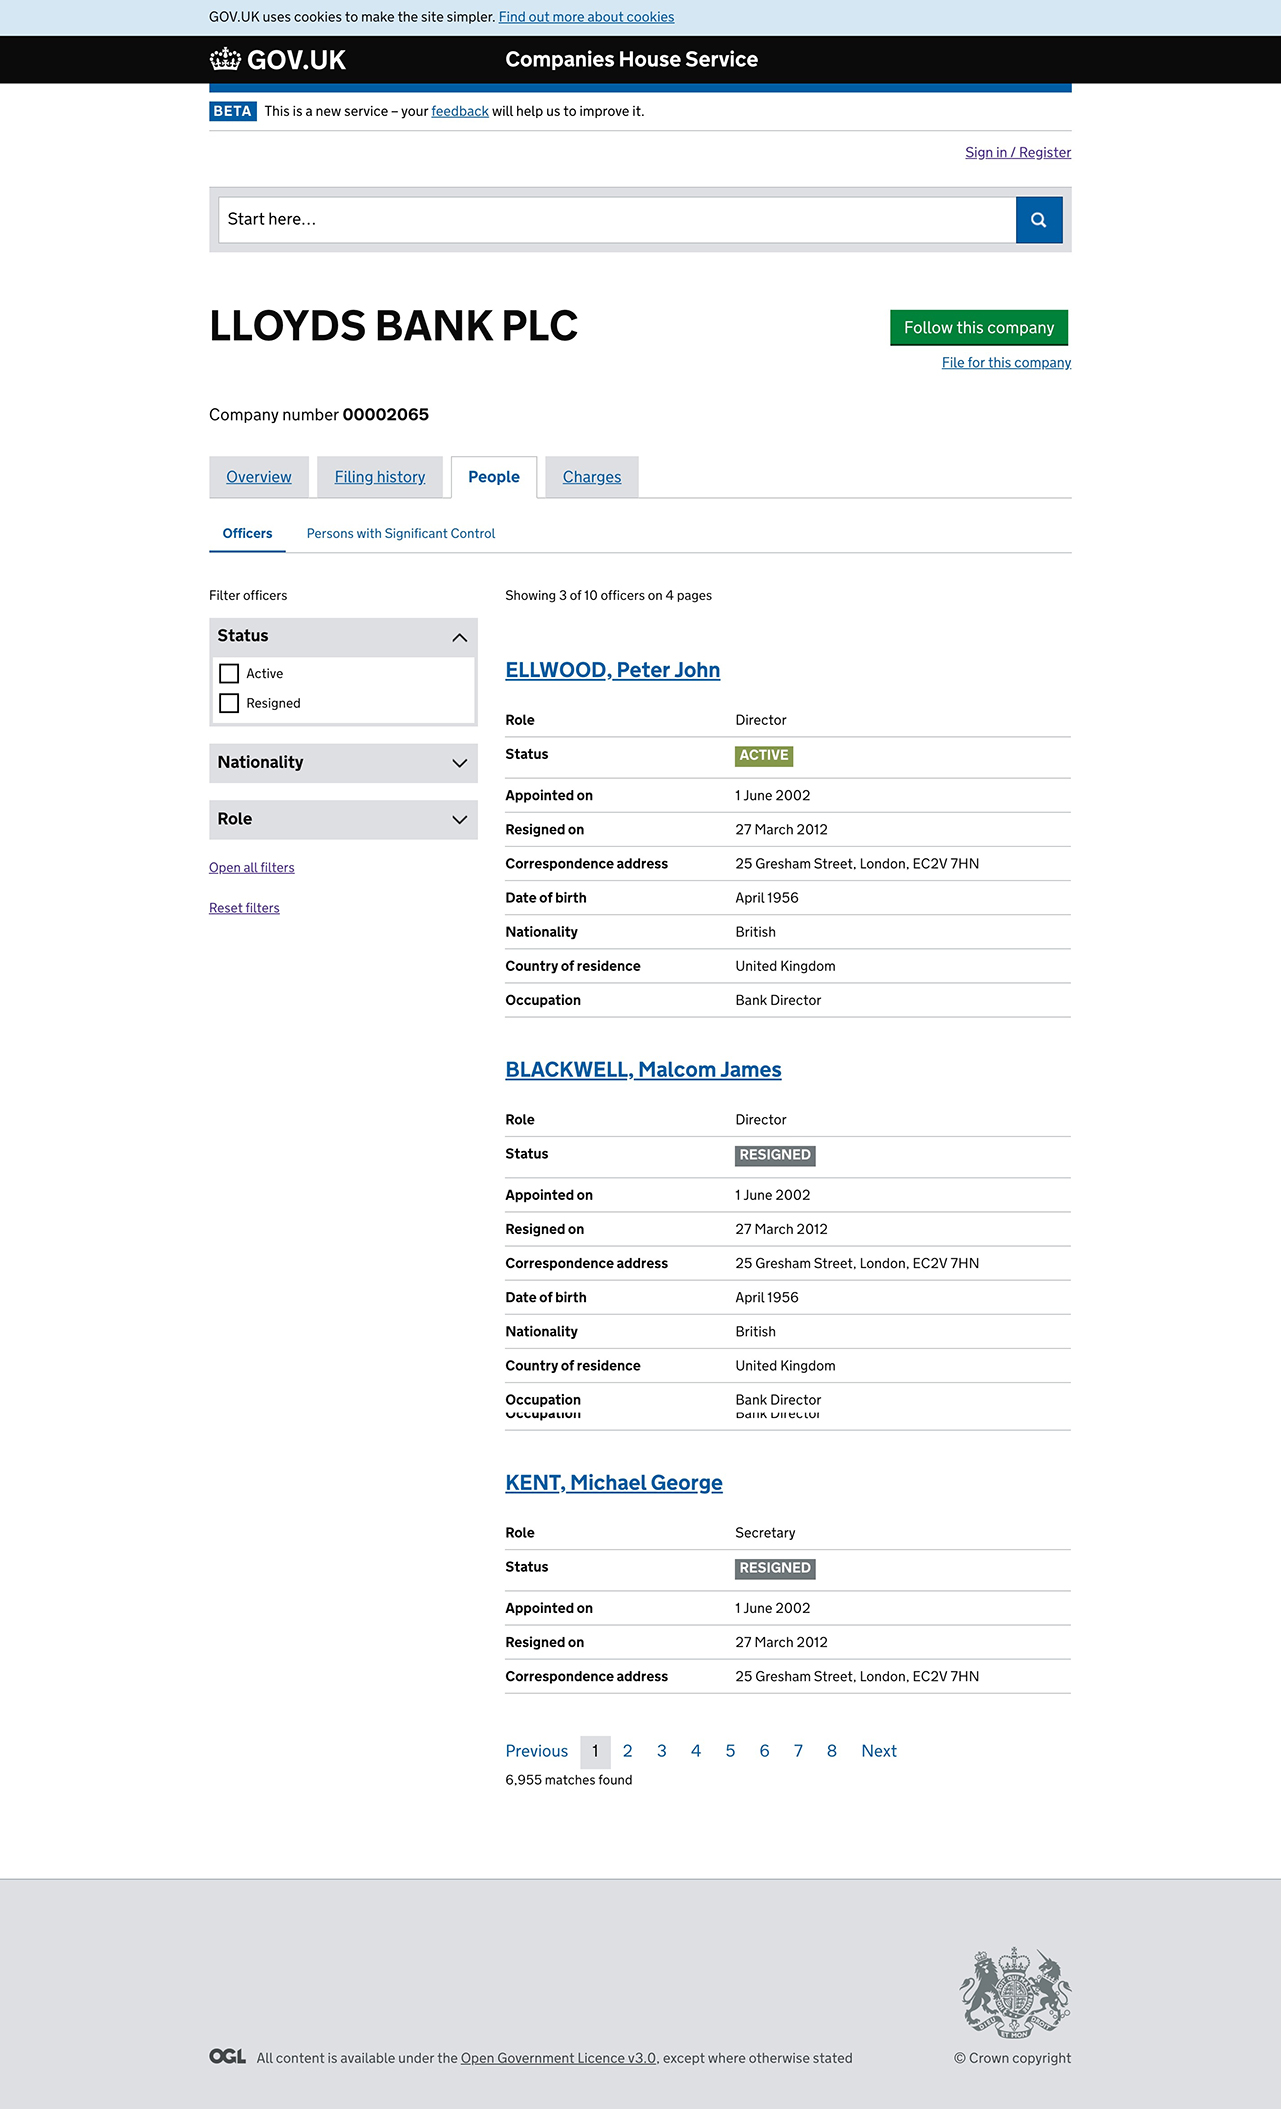 GOV.UK uses cookies to make the site simpler. Find out more about cookies
GOV.UK Companies House Service
BETA This is a new service – your feedback will help us to improve it.
Sign in / Register
Start here...
LLOYDS BANK PLC
Follow this company
File for this company
Company number 00002065
Overview Filing history People Charges
Officers Persons with Significant Control
Filter officers
Status
Active
Resigned
Nationality
Role
Open all filters
Reset filters
Showing 3 of 10 officers on 4 pages
ELLWOOD, Peter John
Role Director
Status ACTIVE
Appointed on 1 June 2002
Resigned on 27 March 2012
Correspondence address 25 Gresham Street, London, EC2V 7HN
Date of birth April 1956
Nationality British
Country of residence United Kingdom
Occupation Bank Director
BLACKWELL, Malcom James
Role Director
Status RESIGNED
Appointed on 1 June 2002
Resigned on 27 March 2012
Correspondence address 25 Gresham Street, London, EC2V 7HN
Date of birth April 1956
Nationality British
Country of residence United Kingdom
Occupation Bank Director
Occupation Bank Director
KENT, Michael George
Role Secretary
Status RESIGNED
Appointed on 1 June 2002
Resigned on 27 March 2012
Correspondence address 25 Gresham Street, London, EC2V 7HN
Previous 1 2 3 4 5 6 7 8 Next
6,955 matches found
DIEU ET MON DROIT
OGL All content is available under the Open Government Licence v3.0, except where otherwise stated
© Crown copyright